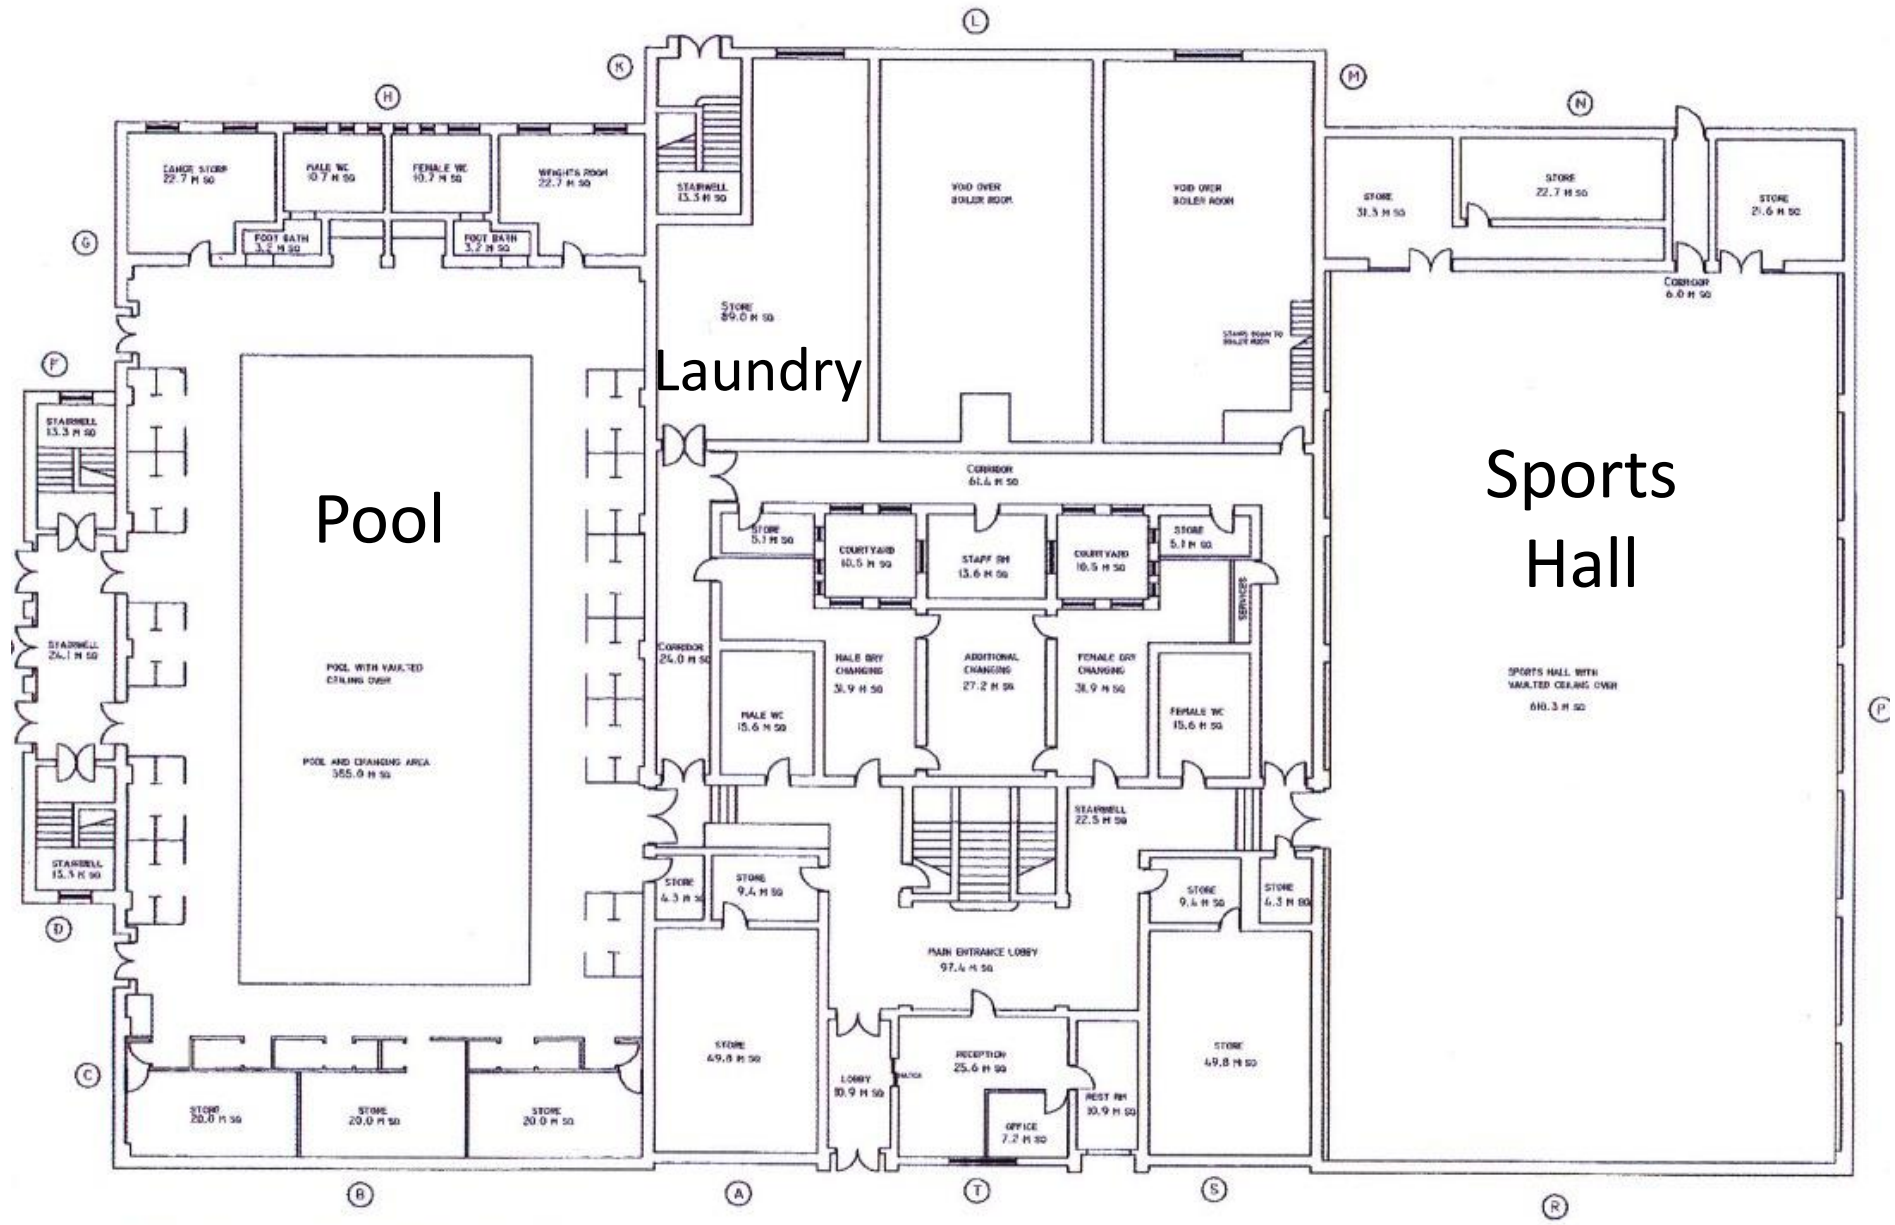 L
K
M
H
N
CANOE STORE
22.7 M SQ
MALE WC
10.7 M SQ
FEMALE WC
10.7 M SQ
WEIGHTS ROOM
22.7 M SQ
STAIRWELL
13.3 M SQ
VOID OVER
BOILER ROOM
VOID OVER
BOILER ROOM
STORE
31.3 M SQ
STORE
22.7 M SQ
STORE
21.6 M SQ
G
FOOT BATH
3.2 M SQ
FOOT BATH
3.2 M SQ
CORRIDOR
6.0 M SQ
STORE
89.0 M SQ
STAIRS DOWN TO
BOILER ROOM
Laundry
F
STAIRWELL
13.3 M SQ
CORRIDOR
61.4 M SQ
Pool
Sports
Hall
STORE
5.1 M SQ
COURTYARD
10.5 M SQ
STAFF RM
13.6 M SQ
COURTYARD
10.5 M SQ
STORE
5.1 M SQ
SERVICES
STAIRWELL
24.1 M SQ
POOL WITH VAULTED
CEILING OVER
CORRIDOR
24.0 M SQ
MALE DRY
CHANGING
31.9 M SQ
ADDITIONAL
CHANGING
27.2 M SQ
FEMALE DRY
CHANGING
31.9 M SQ
SPORTS HALL WITH
VAULTED CEILING OVER
610.3 M SQ
P
MALE WC
15.6 M SQ
FEMALE WC
15.6 M SQ
POOL AND CHANGING AREA
M SQ
STAIRWELL
22.5 M SQ
STAIRWELL
13.3 M SQ
STORE
4.3 M SQ
STORE
9.4 M SQ
STORE
9.4 M SQ
STORE
4.3 M SQ
D
MAIN ENTRANCE LOBBY
97.4 M SQ
STORE
49.8 M SQ
RECEPTION
25.6 M SQ
HATCH
STORE
49.8 M SQ
C
LOBBY
10.9 M SQ
REST RM
10.9 M SQ
STORE
20.0 M SQ
STORE
20.0 M SQ
STORE
20.0 M SQ
OFFICE
7.2 M SQ
B
A
T
S
R